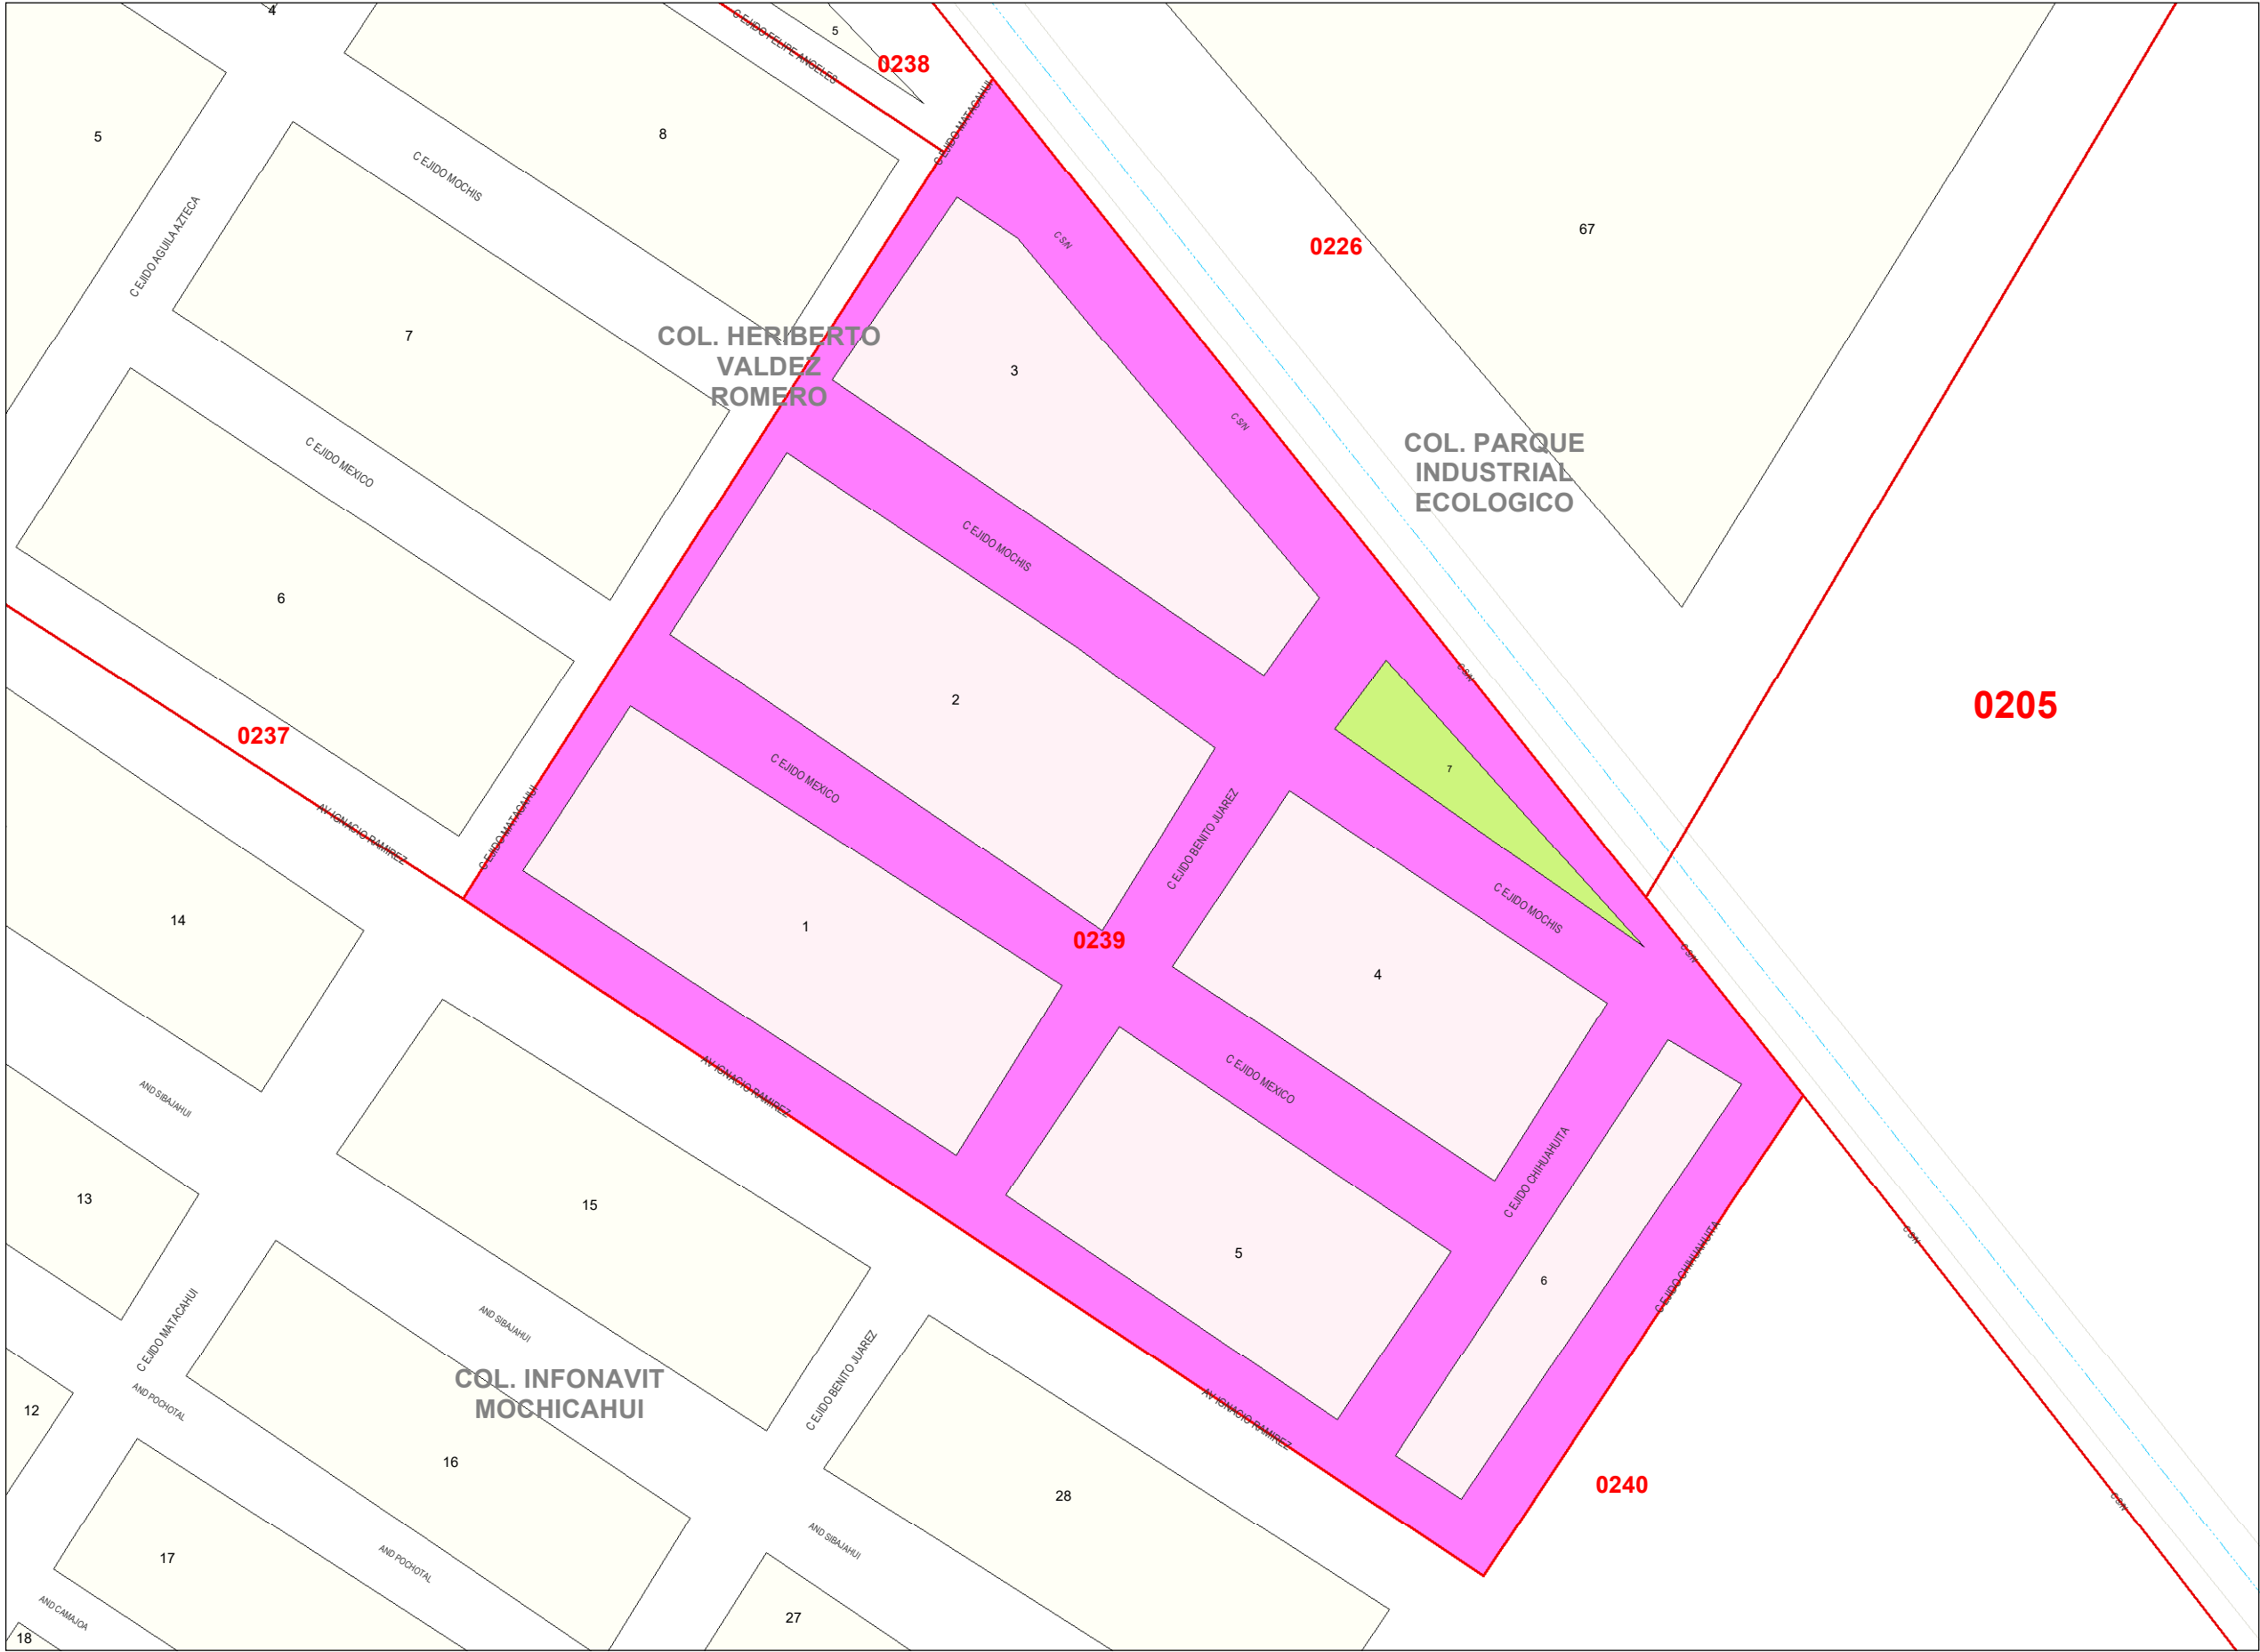 4
C EJIDO FELIPE ANGELES
5
0238
C EJIDO MATACAHUI
5
8
C EJIDO MOCHIS
C EJIDO AGUILA AZTECA
67
0226
C S/N
7
COL. HERIBERTO
VALDEZ
ROMERO
3
C S/N
COL. PARQUE
INDUSTRIAL
ECOLOGICO
C EJIDO MEXICO
C EJIDO MOCHIS
6
C S/N
2
0205
0237
C EJIDO MEXICO
7
AV IGNACIO RAMIREZ
C EJIDO MATACAHUI
C EJIDO BENITO JUAREZ
C EJIDO MOCHIS
14
1
0239
C S/N
4
AND SIBAJAHUI
AV IGNACIO RAMIREZ
C EJIDO MEXICO
C EJIDO CHIHUAHUITA
13
15
5
6
C EJIDO CHIHUAHUITA
C S/N
C EJIDO MATACAHUI
AND SIBAJAHUI
C EJIDO BENITO JUAREZ
COL. INFONAVIT
MOCHICAHUI
AND POCHOTAL
12
AV IGNACIO RAMIREZ
16
28
0240
C S/N
17
AND POCHOTAL
AND SIBAJAHUI
AND CAMAJOA
27
18